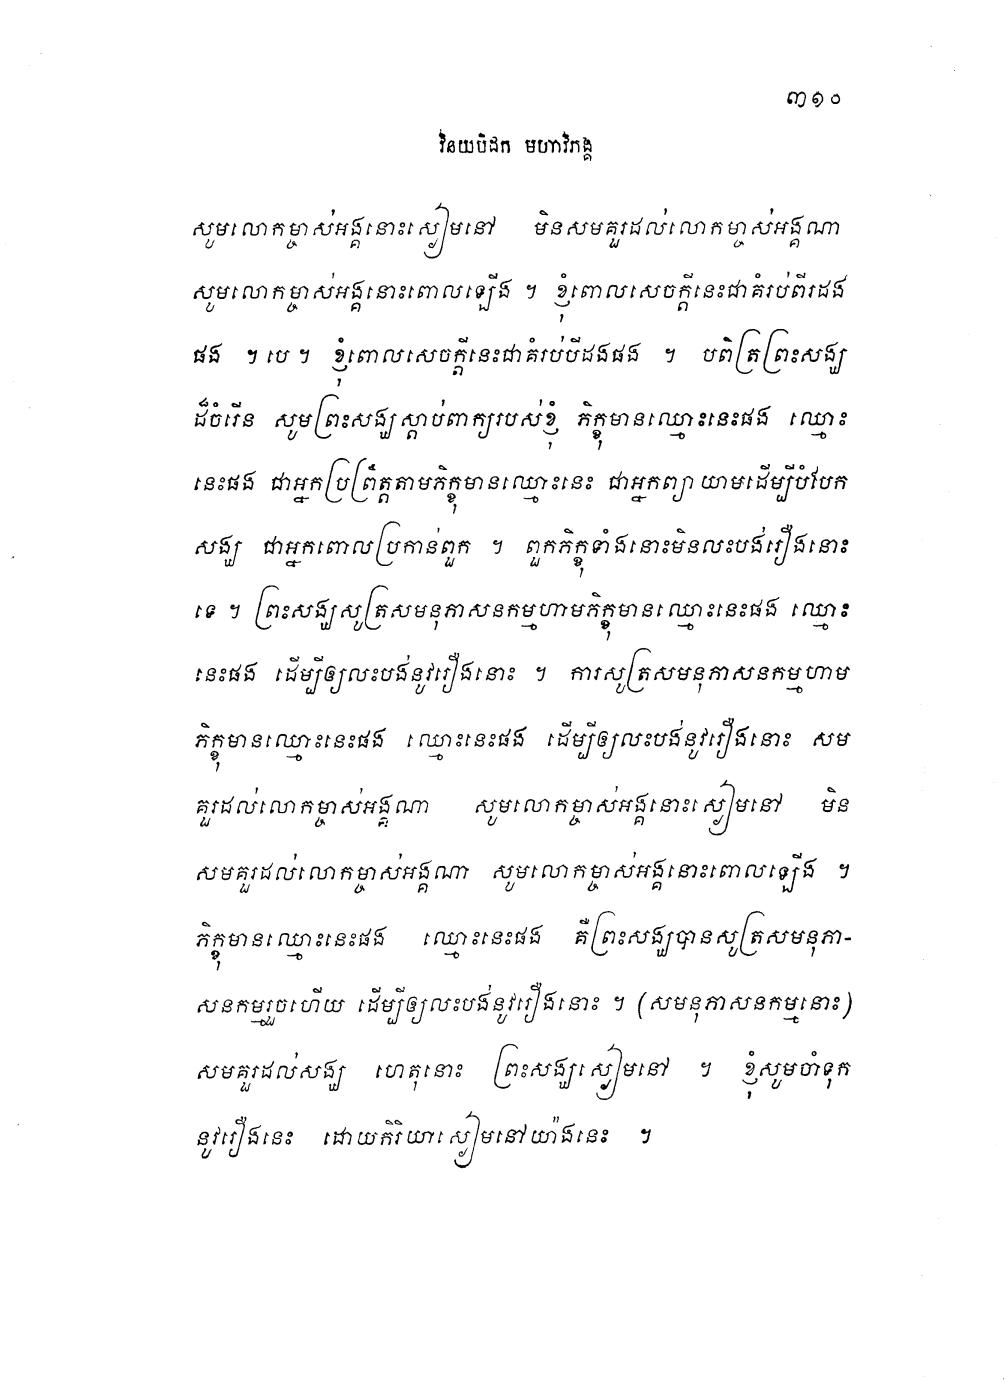 ៣១០
វិនយបិដក មហាវិភង្គ
សូមលោកម្ចាស់អង្គនោះស្ងៀមនៅ មិនសមគួរដល់លោកម្ចាស់អង្គណា
សូមលោកម្ចាស់អង្គនោះពោលឡើង ។ ខ្ញុំពោលសេចក្តីនេះជាគំរប់ពីរដង
ផង ។ បេ ។ ខ្ញុំពោលសេចក្តីនេះជាគំរប់បីដងផង ។ បពិត្រព្រះសង្ឃ
ដ៏ចំរើន សូមព្រះសង្ឃស្តាប់ពាក្យរបស់ខ្ញុំ ភិក្ខុមានឈ្មោះនេះផង ឈ្មោះ
នេះផង ជាអ្នកប្រព្រឹត្តតាមភិក្ខុមានឈ្មោះនេះ ជាអ្នកព្យាយាមដើម្បីបំបែក
សង្ឃ ជាអ្នកពោលប្រកាន់ពួក ។ ពួកភិក្ខុទាំងនោះមិនលះបង់រឿងនោះ
ទេ ។ ព្រះសង្ឃសូត្រសមនុភាសនកម្មហាមភិក្ខុមានឈ្មោះនេះផង ឈ្មោះ
នេះផង ដើម្បីឲ្យលះបង់នូវរឿងនោះ ។ ការសូត្រសមនុភាសនកម្មហាម
ភិក្ខុមានឈ្មោះនេះផង ឈ្មោះនេះផង ដើម្បីឲ្យលះបង់នូវរឿងនោះ សម
គួរដល់លោកម្ចាស់អង្គណា សូមលោកម្ចាស់អង្គនោះស្ងៀមនៅ មិន
សមគួរដល់លោកម្ចាស់អង្គណា សូមលោកម្ចាស់អង្គនោះពោលឡើង ។
ភិក្ខុមានឈ្មោះនេះផង ឈ្មោះនេះផង គឺព្រះសង្ឃបានសូត្រសមនុភា-
សនកម្មរួចហើយ ដើម្បីឲ្យលះបង់នូវរឿងនោះ ។ (សមនុភាសនកម្មនោះ)
សមគួរដល់សង្ឃ ហេតុនោះ ព្រះសង្ឃស្ងៀមនៅ ។ ខ្ញុំសូមចាំទុក
នូវរឿងនេះ ដោយកិរិយាស្ងៀមនៅយ៉ាងនេះ ។